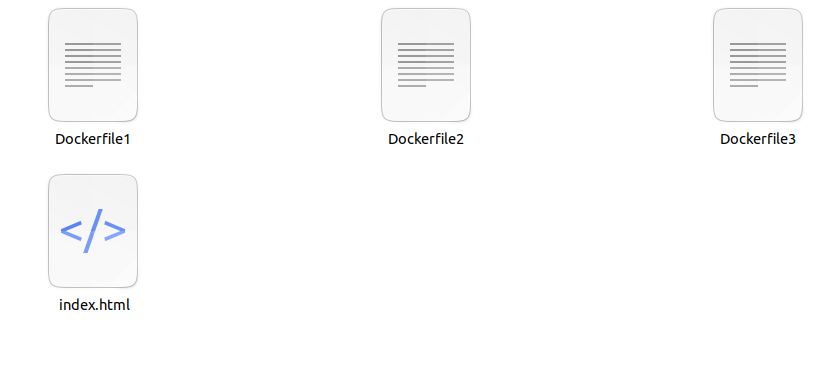 Dockerfile1
Dockerfile2
Dockerfile3
</>
index.html